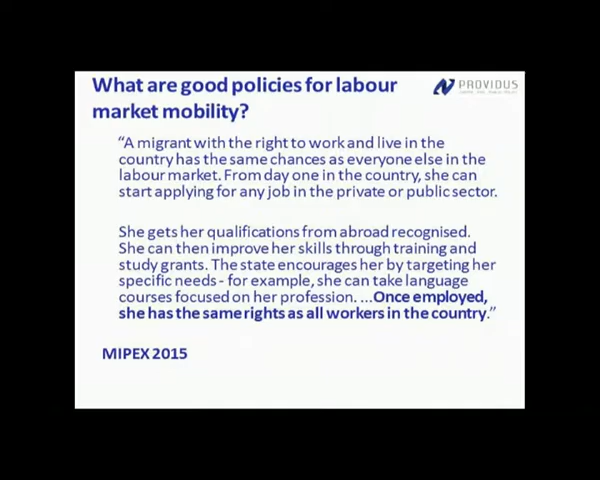 What are good policies for labour
market mobility?
PROVIDUS
“A migrant with the right to work and live in the
country has the same chances as everyone else in the
labour market. From day one in the country, she can
start applying for any job in the private or public sector.
She gets her qualifications from abroad recognised.
She can then improve her skills through training and
study grants. The state encourages her by targeting her
specific needs - for example, she can take language
courses focused on her profession. ...Once employed,
she has the same rights as all workers in the country.”
MIPEX 2015